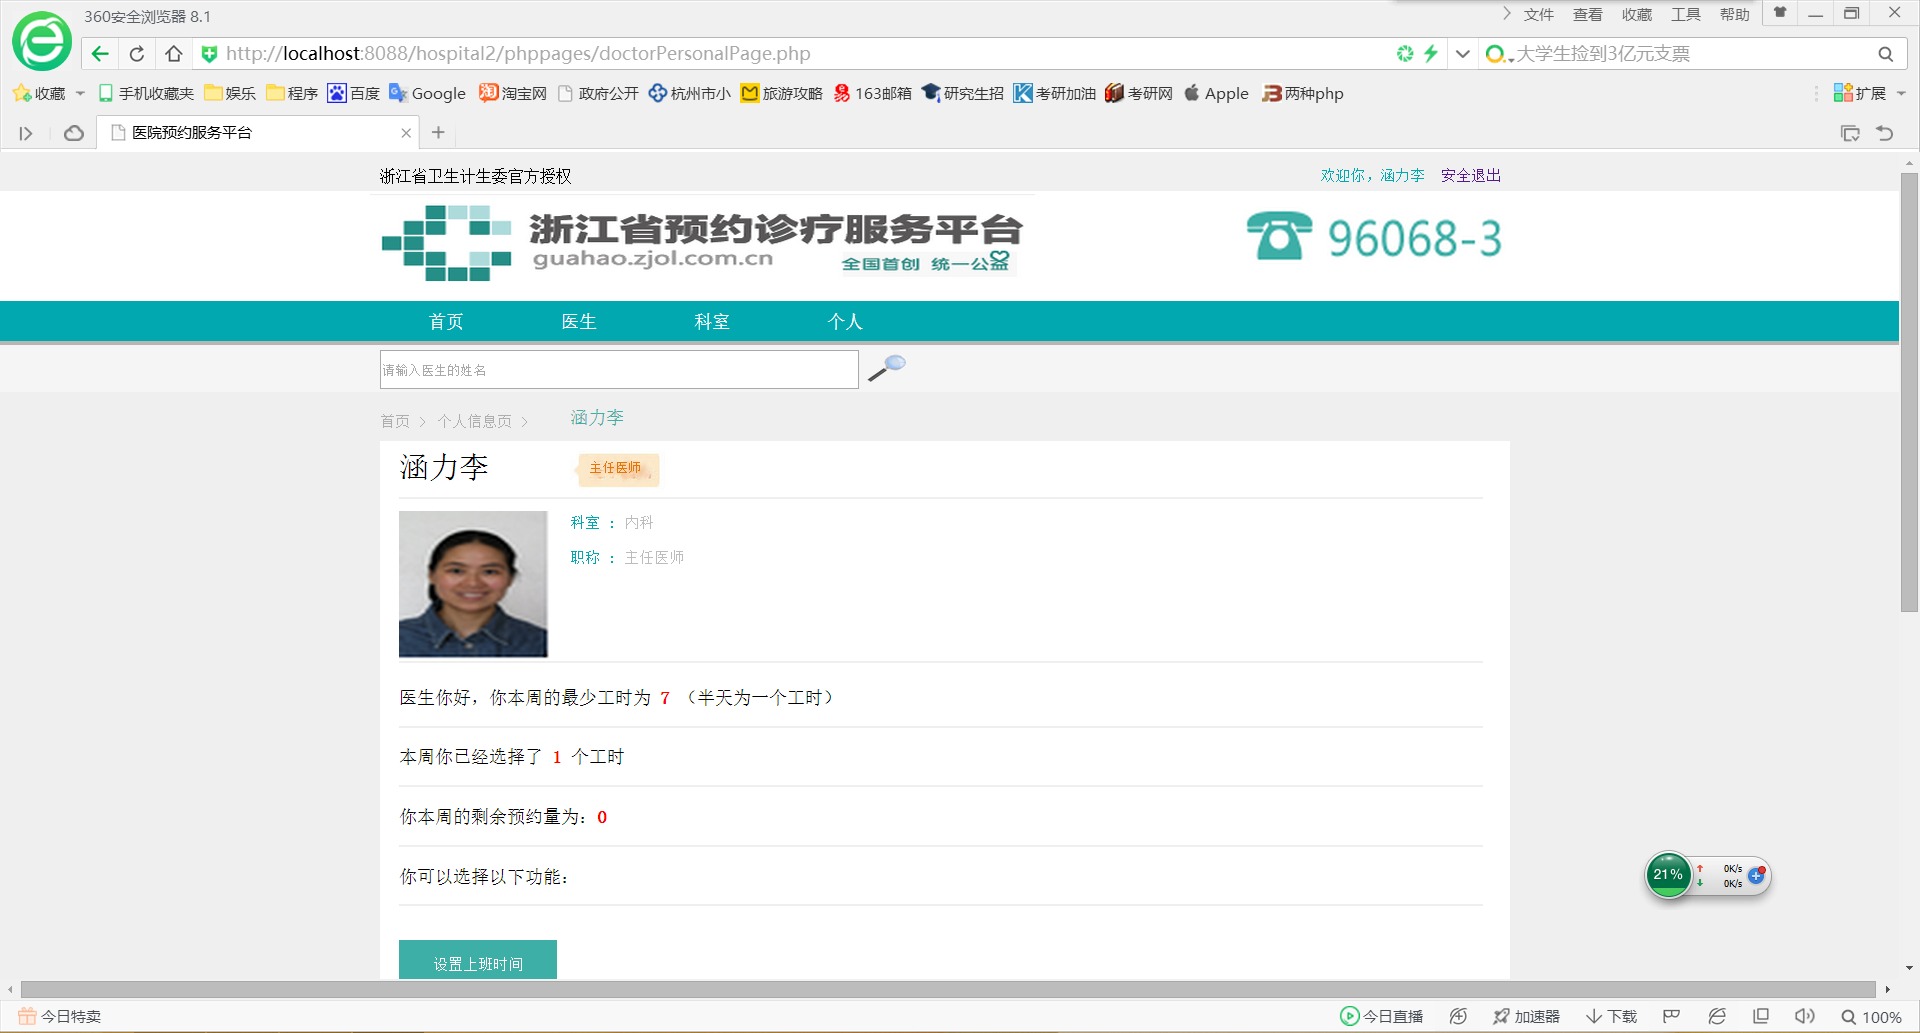 360安全浏览器 8.1
文件 查看 收藏 工具 帮助
http://localhost:8088/hospital2/phppages/doctorPersonalPage.php
大学生捡到3亿元支票
收藏 手机收藏夹 娱乐 程序 百度 Google 淘宝网 政府公开 杭州市小 旅游攻略 163邮箱 研究生招 考研加油 考研网 Apple 两种php 扩展
医院预约服务平台
浙江省卫生计生委官方授权
欢迎你，涵力李 安全退出
浙江省预约诊疗服务平台
guahao.zjol.com.cn
全国首创 统一公益
96068-3
首页 医生 科室 个人
请输入医生的姓名
首页 > 个人信息页 > 涵力李
涵力李 主任医师
科室 ： 内科
职称 ： 主任医师
医生你好，你本周的最少工时为 7 （半天为一个工时）
本周你已经选择了 1 个工时
你本周的剩余预约量为：0
你可以选择以下功能：
设置上班时间
21%
0K/s
0K/s
今日特卖
今日直播 加速器 下载 100%